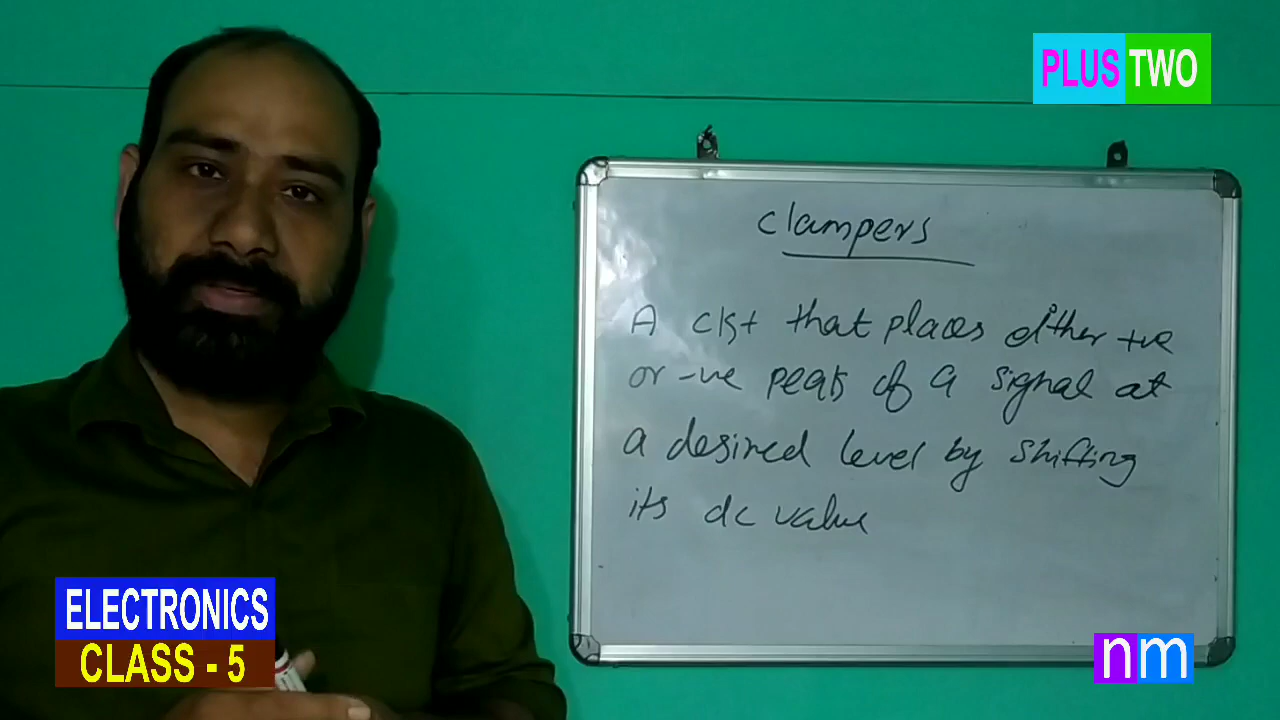 PLUS TWO
clampers
A ckt that places either +ve
or -ve peak of a signal at
a desired level by shifting
its dc value
ELECTRONICS
CLASS - 5
nm